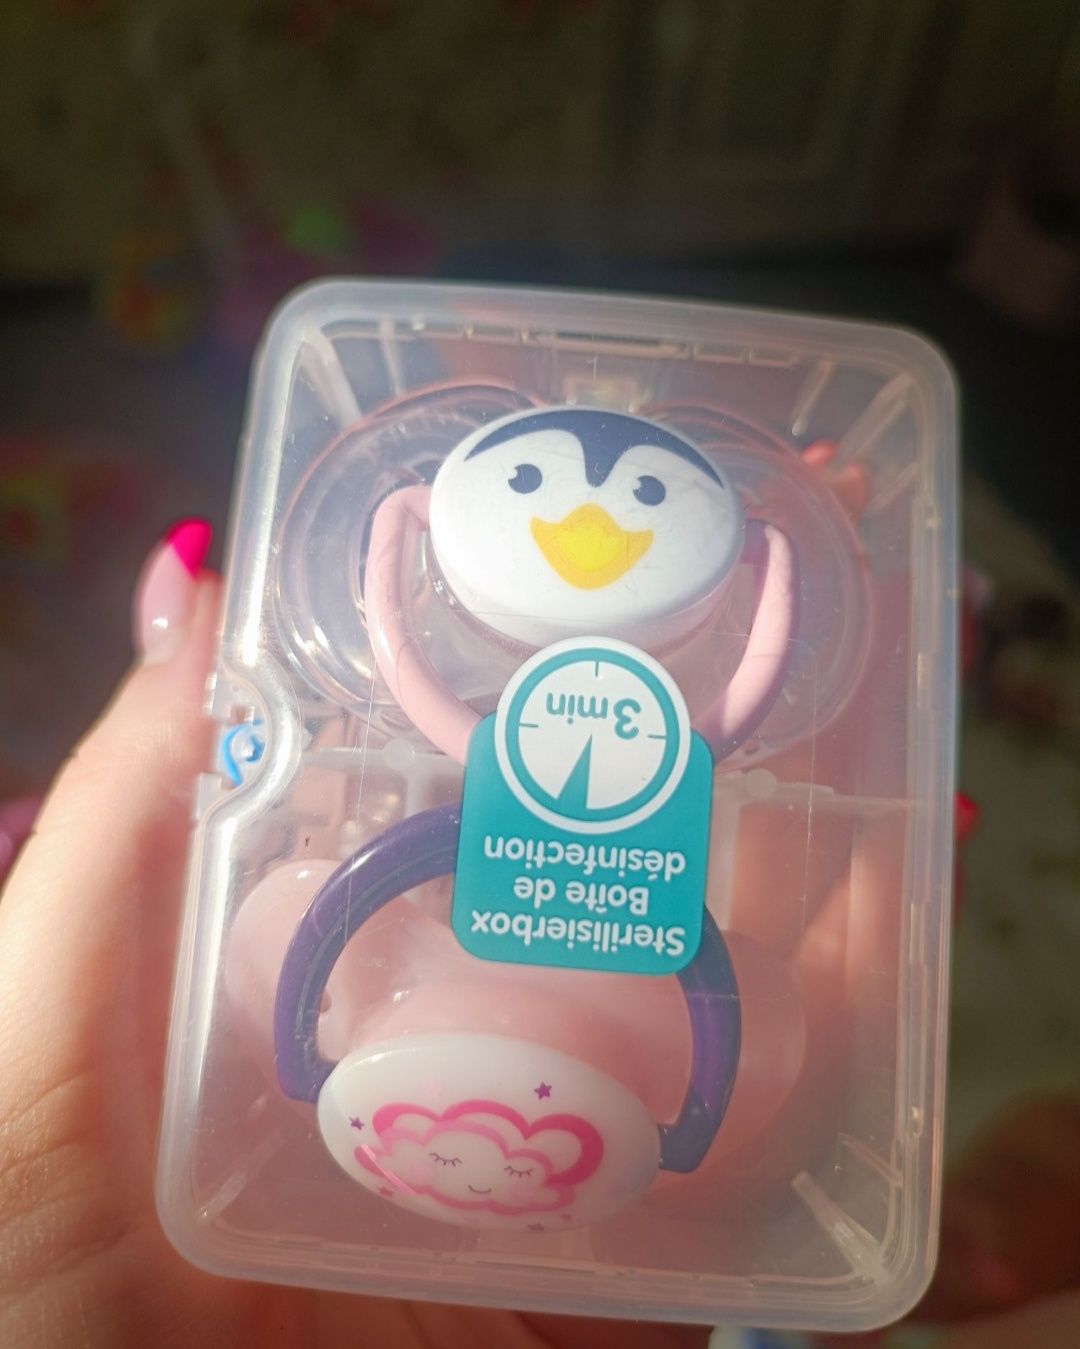 Sterilisierbox
Boîte de
désinfection
3 min